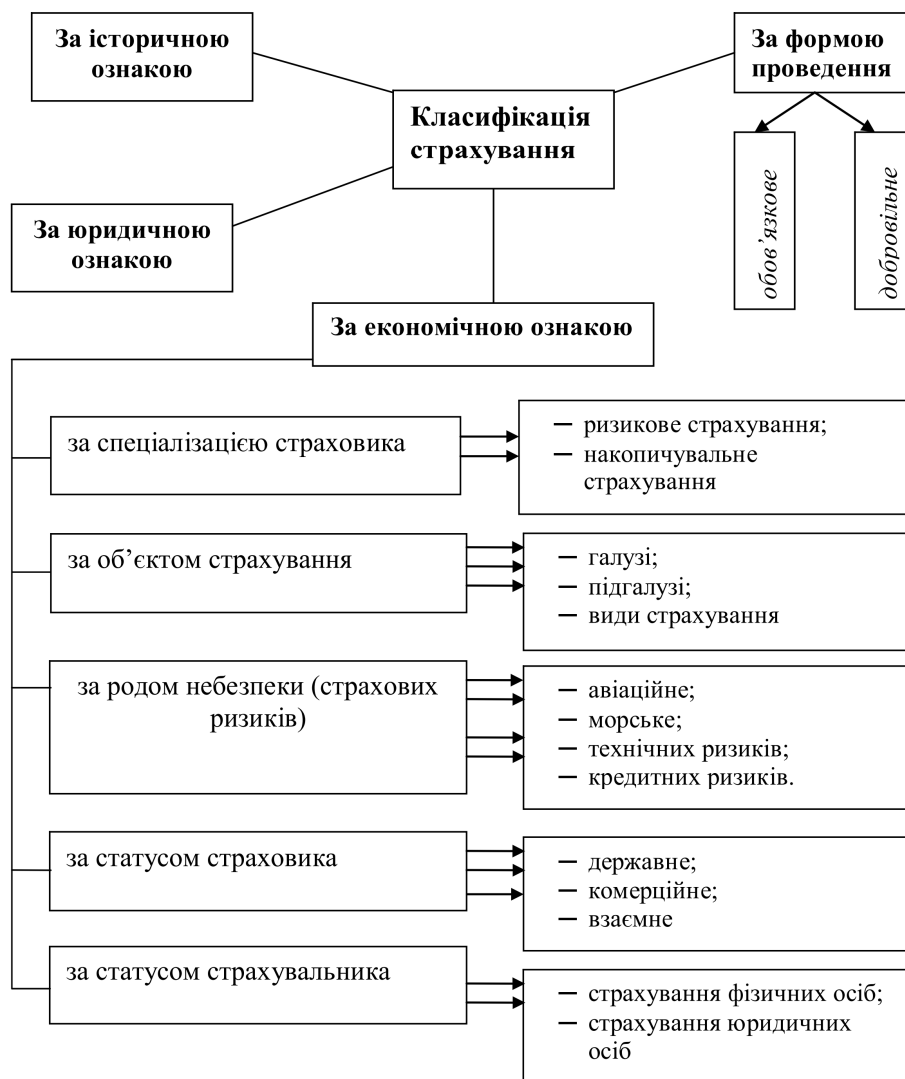 За історичною
ознакою
За формою
проведення
Класифікація
страхування
обов’язкове
добровільне
За юридичною
ознакою
За економічною ознакою
за спеціалізацією страховика
− ризикове страхування;
− накопичувальне
страхування
за об’єктом страхування
− галузі;
− підгалузі;
− види страхування
за родом небезпеки (страхових
ризиків)
− авіаційне;
− морське;
− технічних ризиків;
− кредитних ризиків.
за статусом страховика
− державне;
− комерційне;
− взаємне
за статусом страхувальника
− страхування фізичних осіб;
− страхування юридичних
осіб